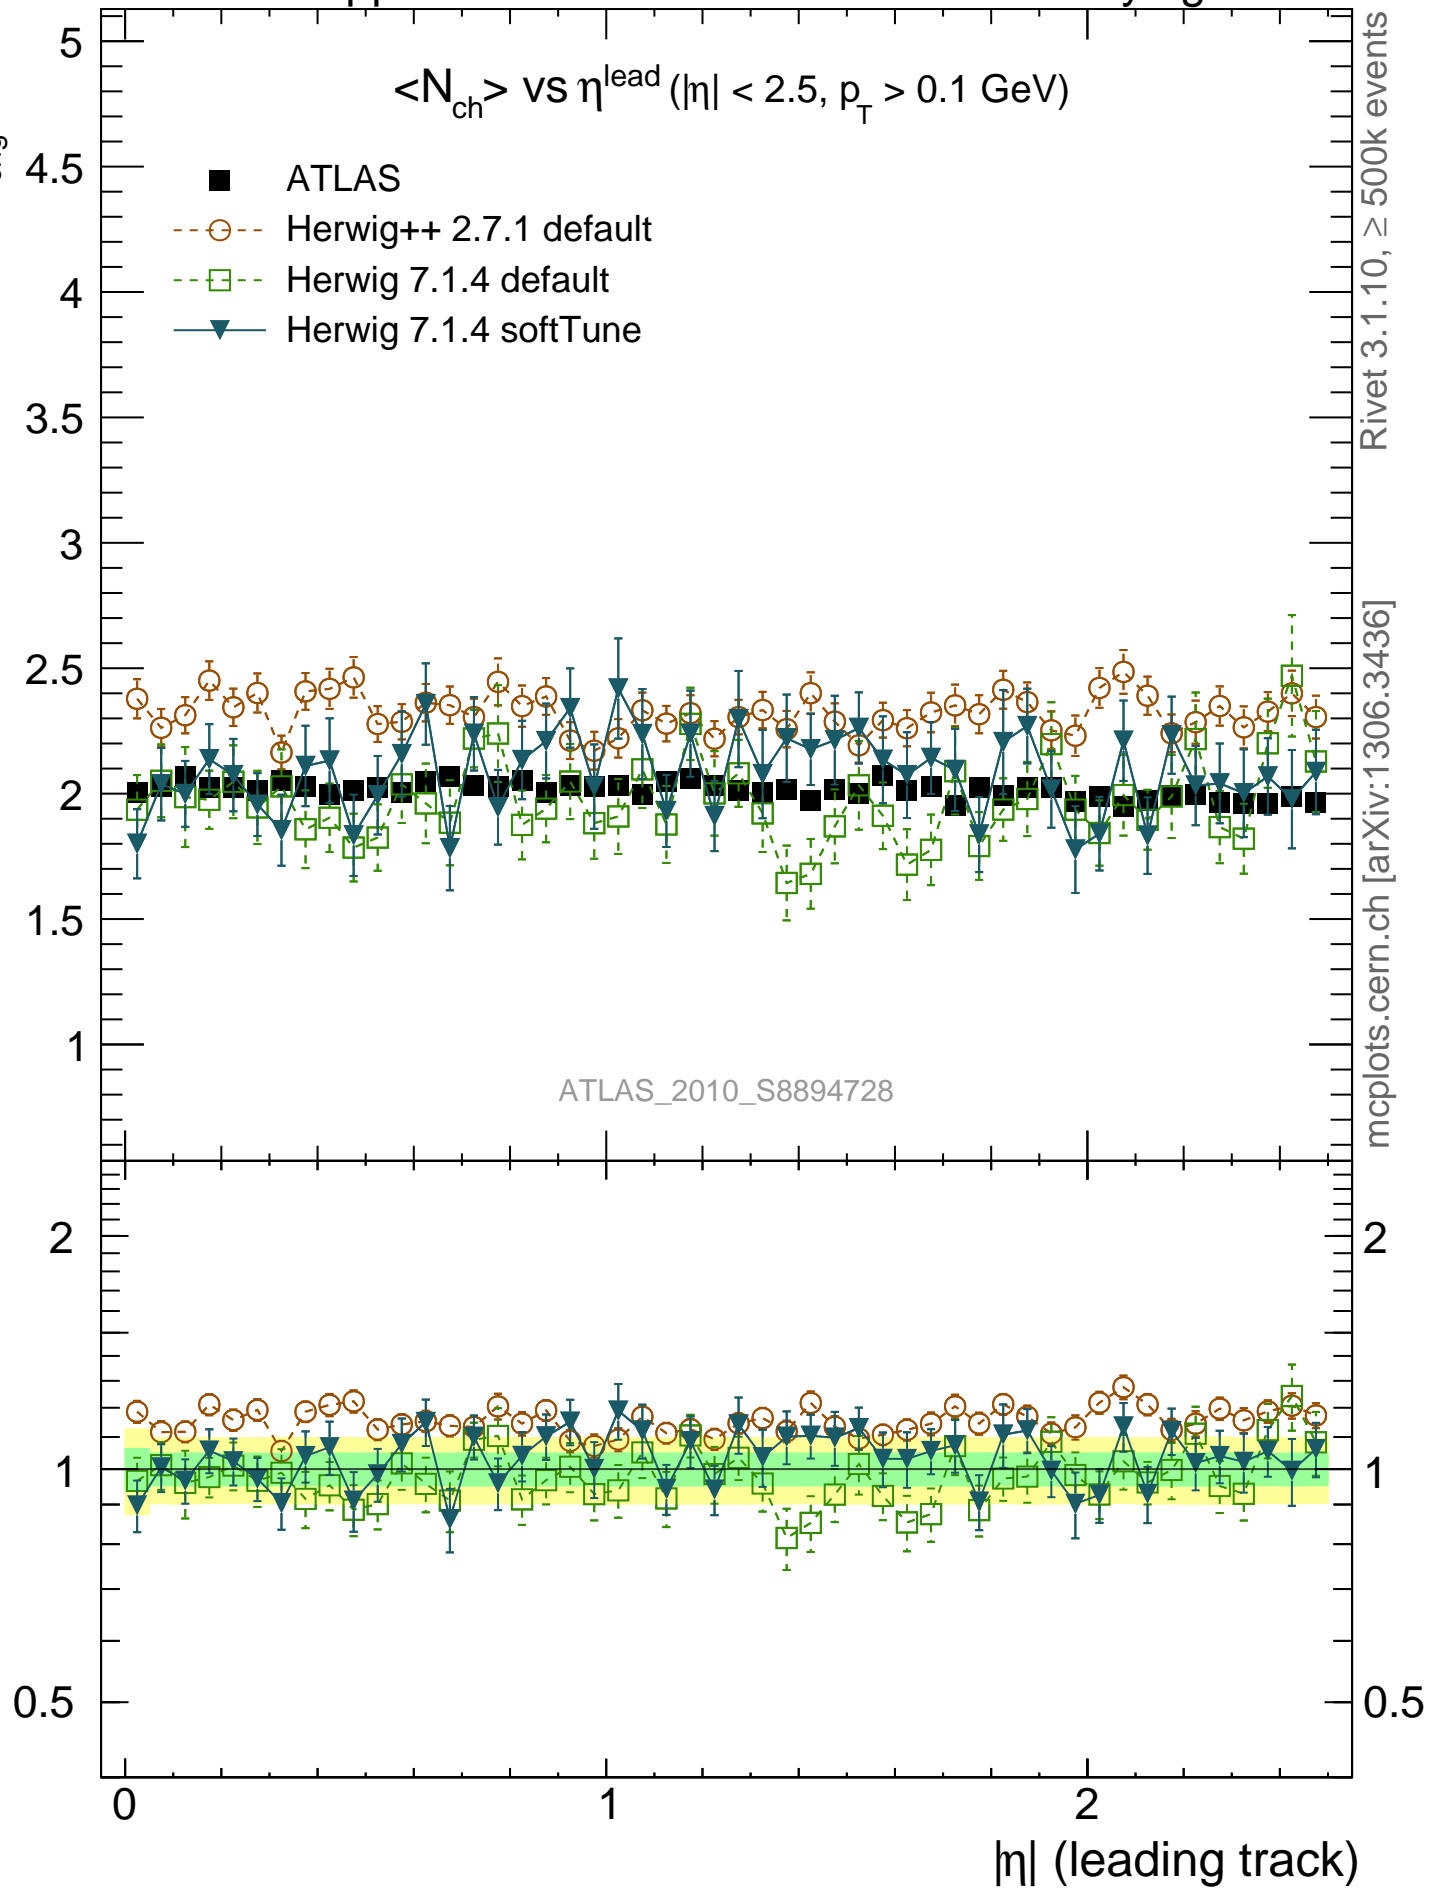 <N_ch> vs η^lead (|η| < 2.5, p_T > 0.1 GeV)
ATLAS
Herwig++ 2.7.1 default
Herwig 7.1.4 default
Herwig 7.1.4 softTune
5
4.5
4
3.5
3
2.5
2
1.5
1
ATLAS_2010_S8894728
Rivet 3.1.10, ≥ 500k events
mcplots.cern.ch [arXiv:1306.3436]
2
1
0.5
2
1
0.5
0
1
2
|η| (leading track)